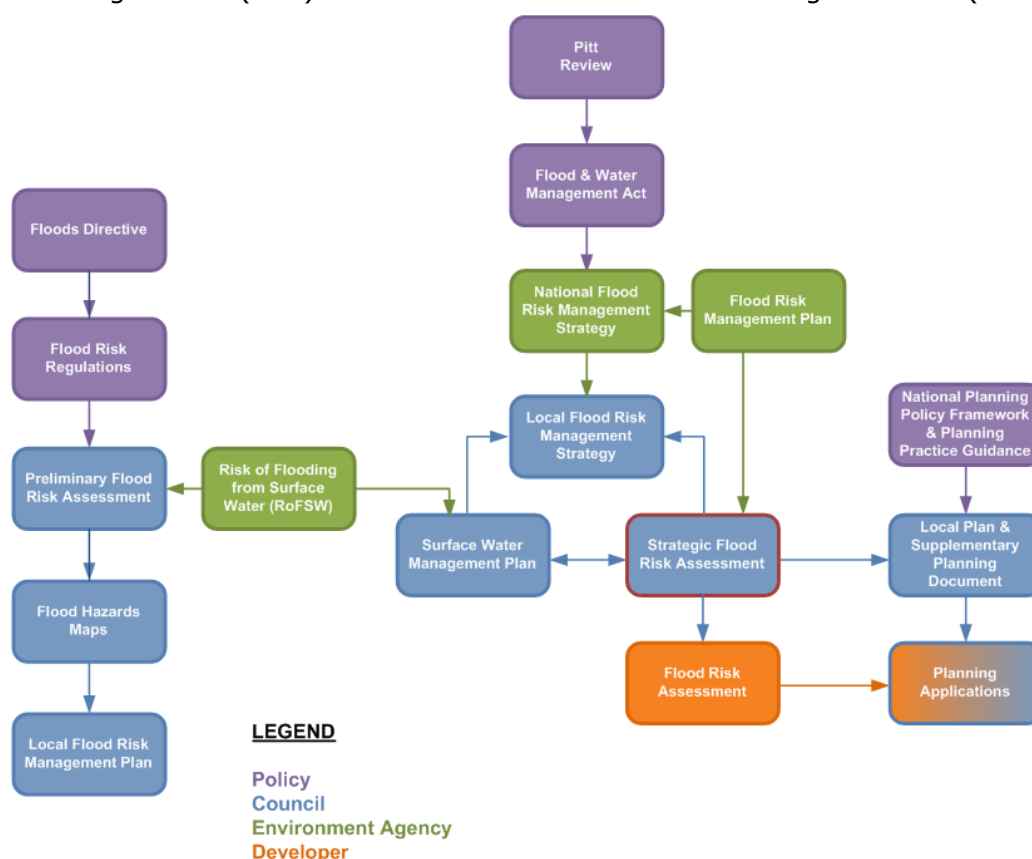 Pitt
Review
Flood & Water
Management Act
Floods Directive
National Flood
Risk Management
Strategy
Flood Risk
Management Plan
Flood Risk
Regulations
National Planning
Policy Framework
& Planning
Practice Guidance
Local Flood Risk
Management
Strategy
Preliminary Flood
Risk Assessment
Risk of Flooding
from Surface
Water (RoFSW)
Surface Water
Management Plan
Strategic Flood
Risk Assessment
Local Plan &
Supplementary
Planning
Document
Flood Hazards
Maps
Flood Risk
Assessment
Planning
Applications
Local Flood Risk
Management Plan
LEGEND
Policy
Council
Environment Agency
Developer